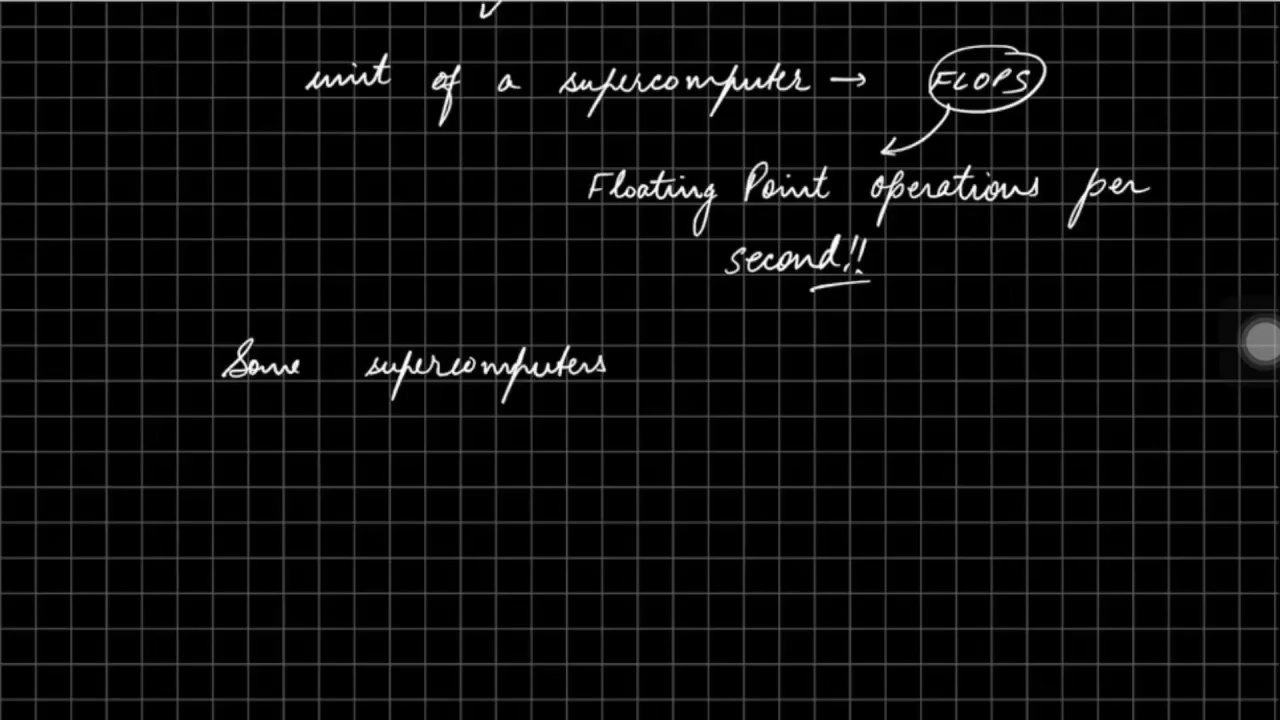 unit of a supercomputer → FLOPS
Floating Point operations per
second!!
Some supercomputers